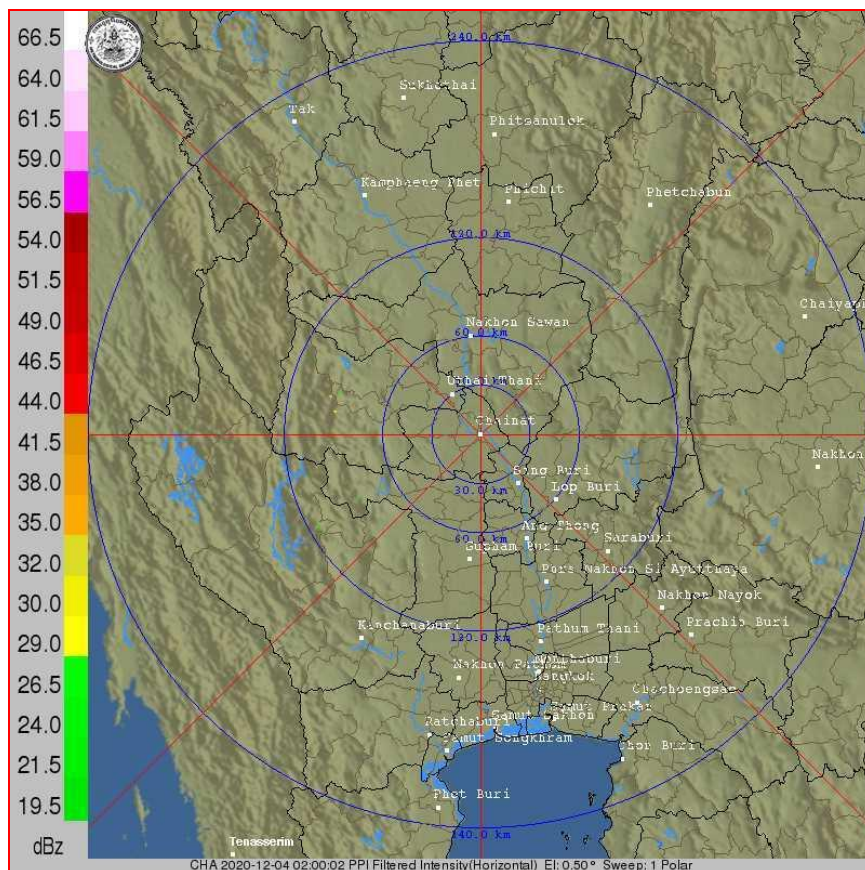 66.5
64.0
61.5
59.0
56.5
54.0
51.5
49.0
46.5
44.0
41.5
38.0
35.0
32.0
30.0
29.0
26.5
24.0
21.5
19.5
dBz
240.0 km
Sukhothai
Tak
Phitsanulok
Kamphaeng Phet
Phichit
Phetchabun
120.0 km
Chaiyaph
Nakhon Sawan
60.0 km
Uthai Thani
Chainat
Nakhon
Sing Buri
30.0 km
Lop Buri
Ang Thong
60.0 km
Suphan Buri
Saraburi
Pora Nakhon Si Ayutthaya
Nakhon Nayok
Kanchanaburi
120.0 km
Pathum Thani
Prachin Buri
Nonthaburi
Nakhon Pathom
Bangkok
Chachoengsao
Samut Prakan
Samut Sakhon
Ratchaburi
Samut Songkhram
Chon Buri
Phet Buri
240.0 km
Tenasserim
CHA 2020-12-04 02:00:02 PPI Filtered Intensity(Horizontal) El: 0.50° Sweep: 1 Polar